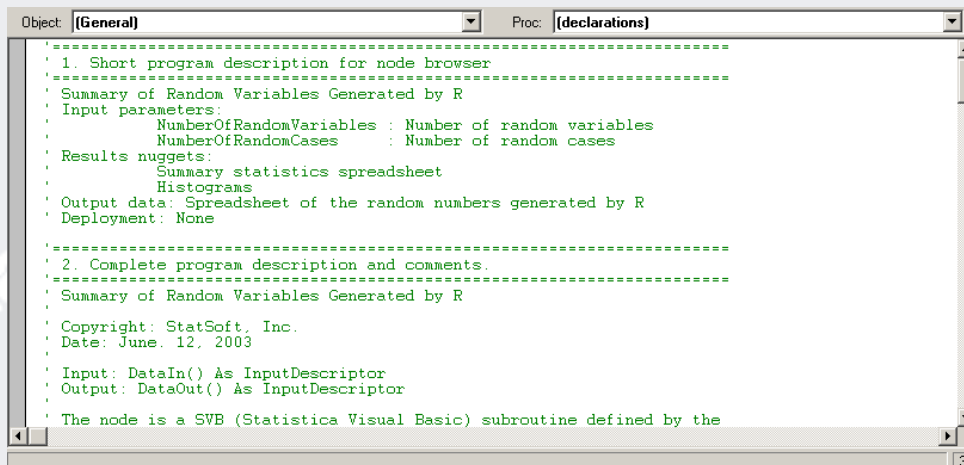 Object: (General) Proc: (declarations)
'========================================================================
' 1. Short program description for node browser
'========================================================================
' Summary of Random Variables Generated by R
' Input parameters:
'           NumberOfRandomVariables : Number of random variables
'           NumberOfRandomCases     : Number of random cases
' Results nuggets:
'           Summary statistics spreadsheet
'           Histograms
' Output data: Spreadsheet of the random numbers generated by R
' Deployment: None
'========================================================================
' 2. Complete program description and comments.
'========================================================================
' Summary of Random Variables Generated by R
'
' Copyright: StatSoft, Inc.
' Date: June. 12, 2003
'
' Input: DataIn() As InputDescriptor
' Output: DataOut() As InputDescriptor
'
' The node is a SVB (Statistica Visual Basic) subroutine defined by the